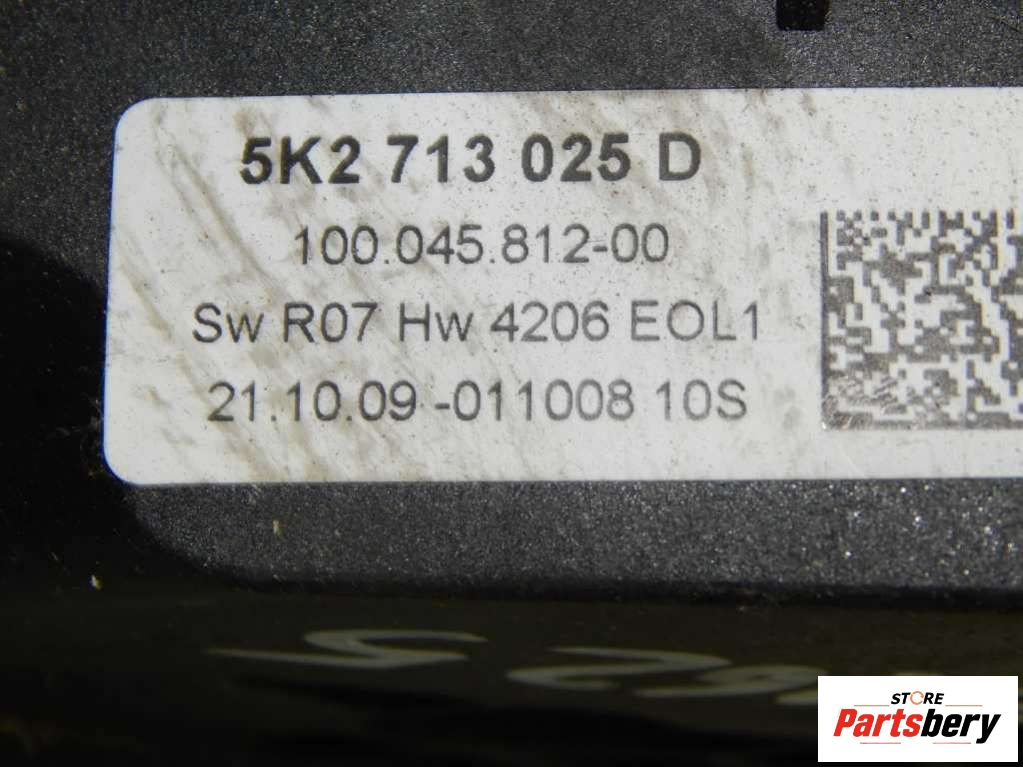 5K2 713 025 D
100.045.812-00
Sw R07 Hw 4206 EOL1
21.10.09 -011008 10S
STORE
Partsbery